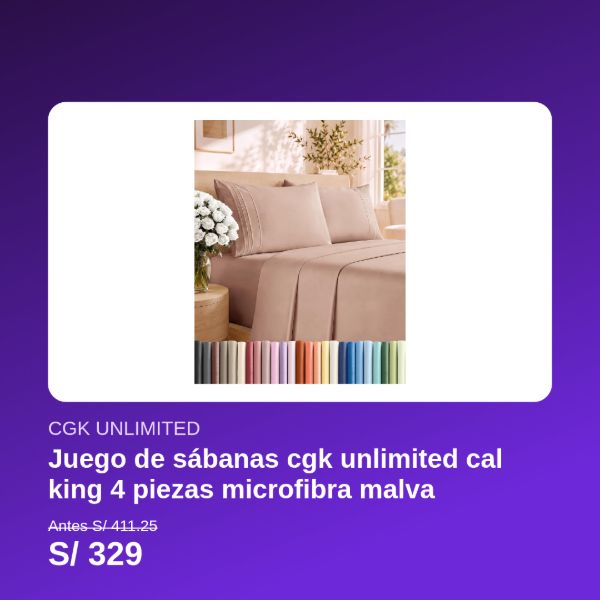 CGK UNLIMITED
Juego de sábanas cgk unlimited cal
king 4 piezas microfibra malva
Antes S/ 411.25
S/ 329